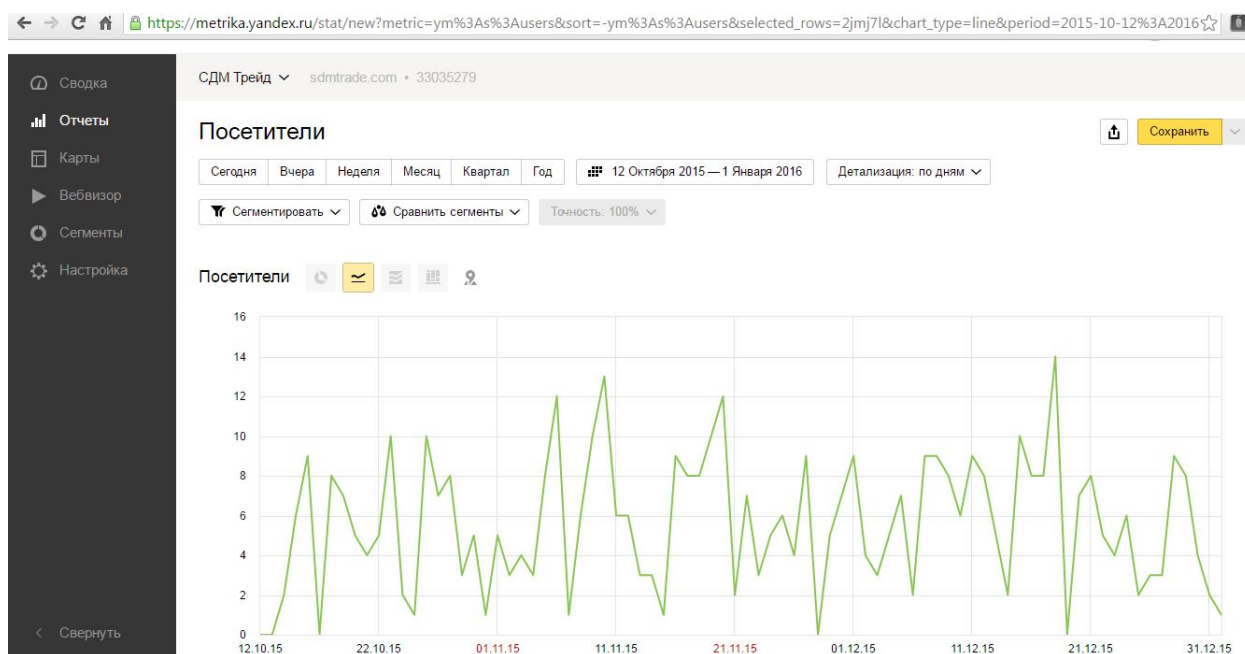 https://metrika.yandex.ru/stat/new?metric=ym%3As%3Ausers&sort=-ym%3As%3Ausers&selected_rows=2jmj7l&chart_type=line&period=2015-10-12%3A2016
Сводка
Отчеты
Карты
Вебвизор
Сегменты
Настройка
Свернуть
СДМ Трейд sdmtrade.com • 33035279
Посетители
Сохранить
Сегодня Вчера Неделя Месяц Квартал Год 12 Октября 2015 — 1 Января 2016 Детализация: по дням
Сегментировать Сравнить сегменты Точность: 100%
Посетители
16
14
12
10
8
6
4
2
0
12.10.15 22.10.15 01.11.15 11.11.15 21.11.15 01.12.15 11.12.15 21.12.15 31.12.15